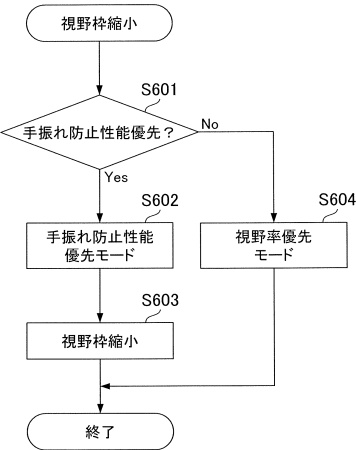 視野枠縮小
S601
手振れ防止性能優先？
No
Yes
S602
手振れ防止性能
優先モード
S604
視野率優先
モード
S603
視野枠縮小
終了